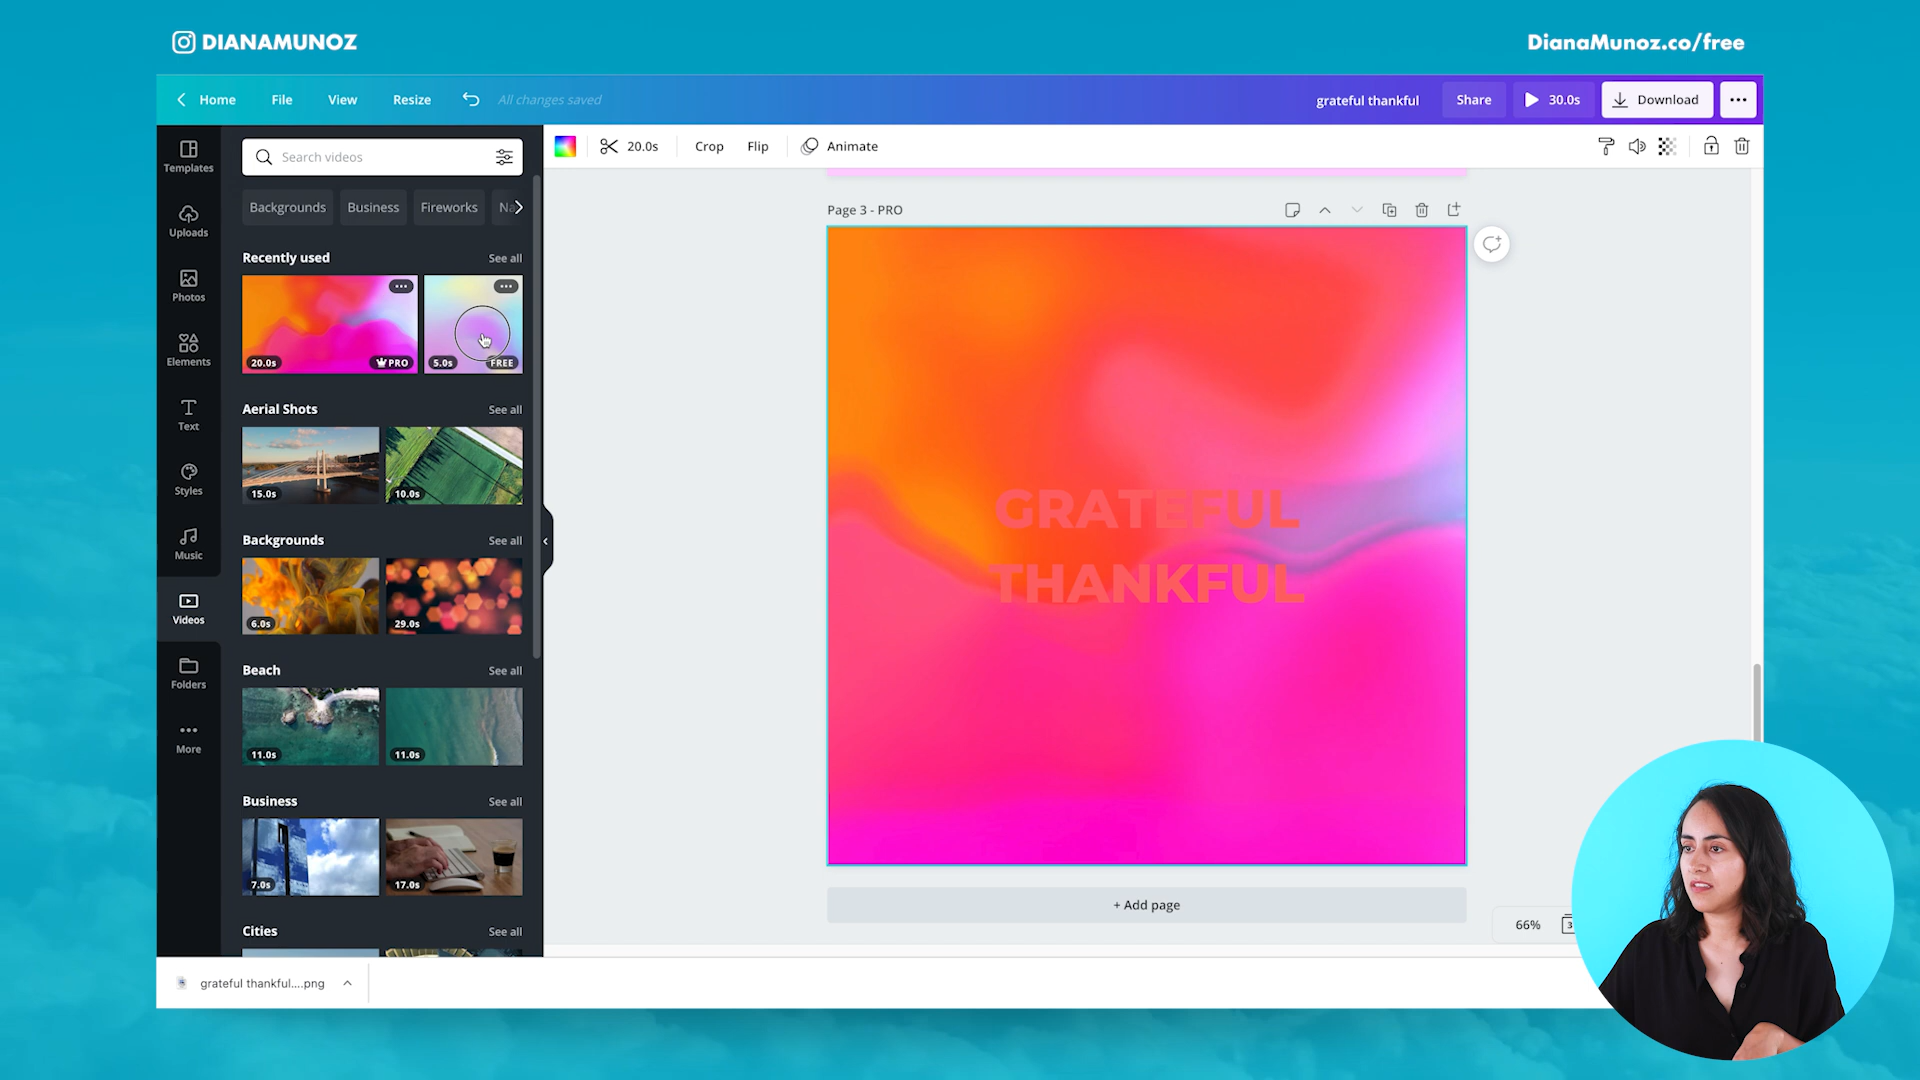 DIANAMUNOZ
DianaMunoz.co/free
Home File View Resize All changes saved
grateful thankful Share 30.0s Download
Templates
Search videos
20.0s Crop Flip Animate
Uploads
Backgrounds Business Fireworks Na
Page 3 - PRO
Recently used See all
Photos
20.0s PRO 5.0s FREE
Elements
Aerial Shots See all
Text
15.0s 10.0s
Styles
GRATEFUL
THANKFUL
Music
Backgrounds See all
6.0s 29.0s
Videos
Beach See all
Folders
11.0s 11.0s
More
Business See all
7.0s 17.0s
+ Add page
66% 3
Cities See all
grateful thankful....png